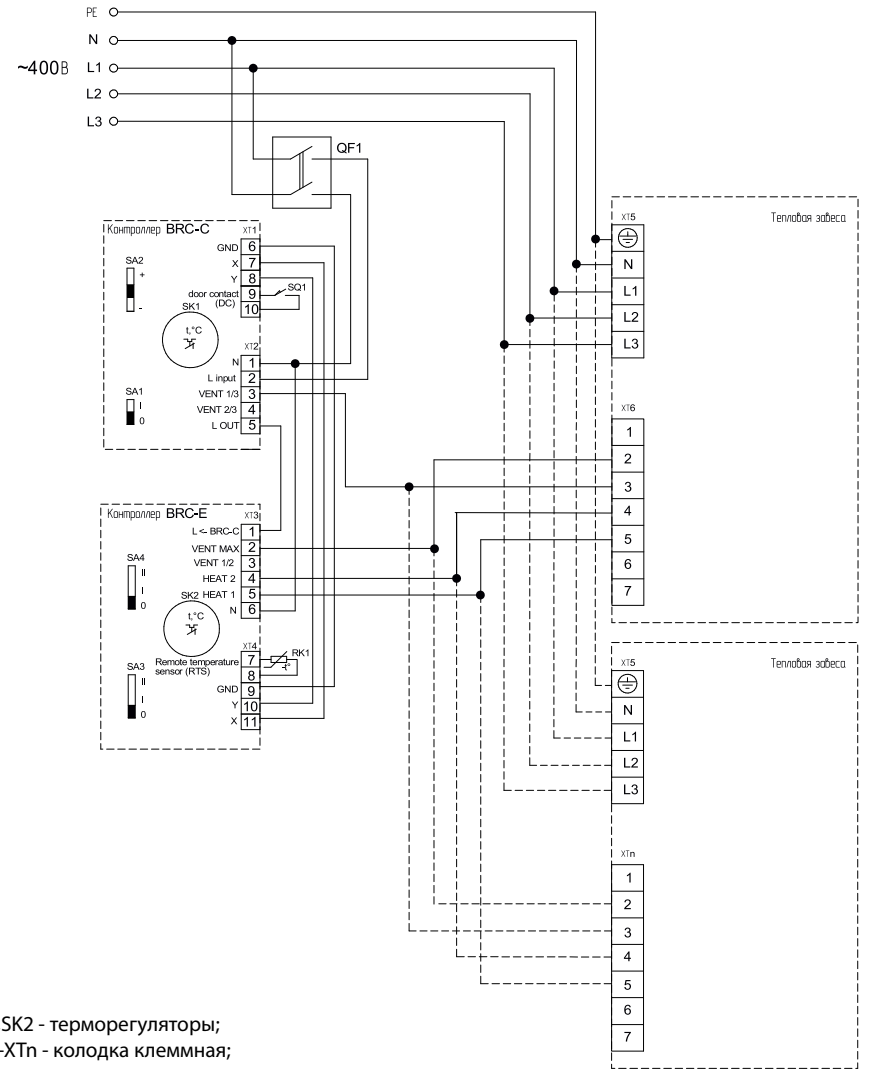 PE
N
~400В L1
L2
L3
QF1
Контроллер BRC-C
XT1
SA2
+
-
GND 6
X 7
Y 8
door contact (DC) 9
10
SQ1
SK1
t,°C
XT2
N 1
L input 2
VENT 1/3 3
VENT 2/3 4
L OUT 5
SA1
I
0
Контроллер BRC-E
XT3
L <- BRC-C 1
VENT MAX 2
VENT 1/2 3
HEAT 2 4
SK2 HEAT 1 5
N 6
SA4
II
I
0
t,°C
XT4
Remote temperature
sensor (RTS)
7
8
RK1
t°
GND 9
Y 10
X 11
SA3
II
I
0
XT5
Тепловая завеса
N
L1
L2
L3
XT6
1
2
3
4
5
6
7
XT5
Тепловая завеса
N
L1
L2
L3
XTn
1
2
3
4
5
6
7
SK2 - терморегуляторы;
-XTn - колодка клеммная;